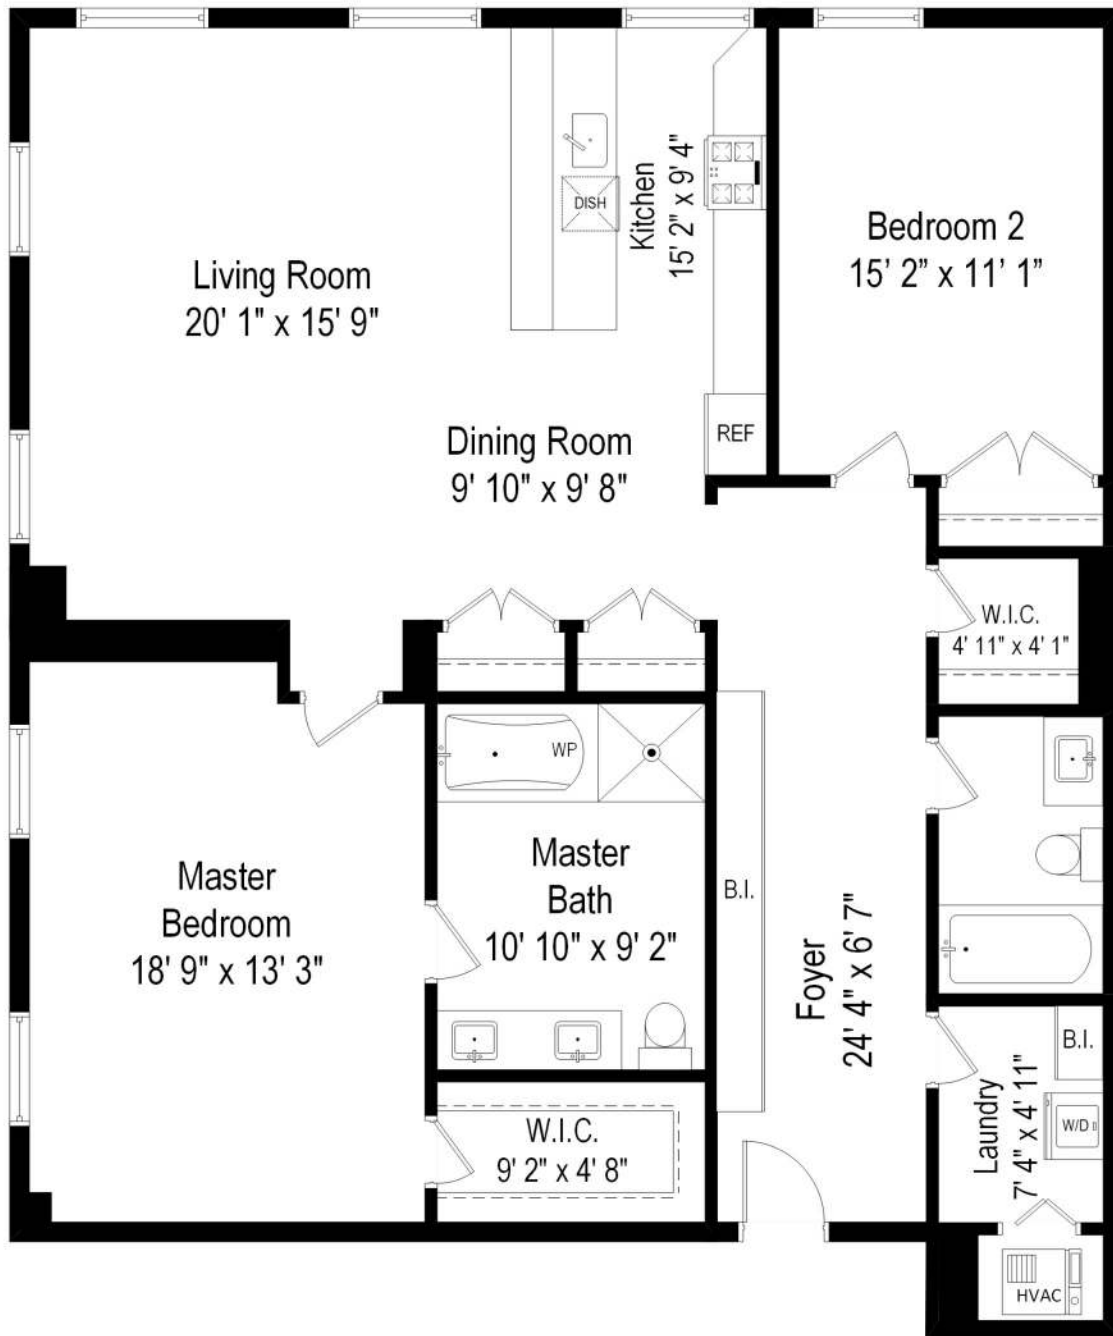 Living Room
20' 1" x 15' 9"
DISH
Kitchen
15' 2" x 9' 4"
Bedroom 2
15' 2” x 11' 1”
Dining Room
9' 10" x 9' 8"
REF
W.I.C.
4' 11" x 4' 1"
WP
Master
Bedroom
18' 9" x 13' 3"
Master
Bath
10' 10" x 9' 2"
B.I.
Foyer
24' 4" x 6' 7"
B.I.
Laundry
7' 4" x 4' 11"
W/D
W.I.C.
9' 2" x 4' 8"
HVAC